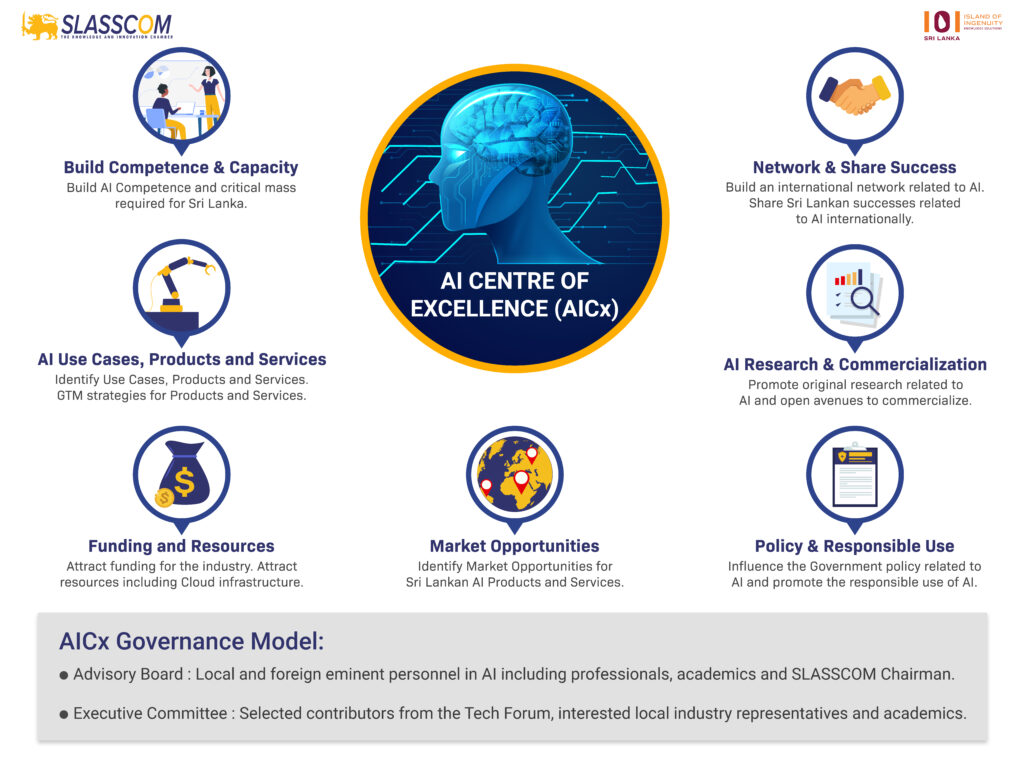 SLASSCOM
THE KNOWLEDGE AND INNOVATION CHAMBER
IOI
SRI LANKA
ISLAND OF
INGENUITY
KNOWLEDGE SOLUTIONS
AI CENTRE OF
EXCELLENCE (AICx)
Build Competence & Capacity
Build AI Competence and critical mass
required for Sri Lanka.
Network & Share Success
Build an international network related to AI.
Share Sri Lankan successes related
to AI internationally.
AI Use Cases, Products and Services
Identify Use Cases, Products and Services.
GTM strategies for Products and Services.
AI Research & Commercialization
Promote original research related to
AI and open avenues to commercialize.
$
$
Funding and Resources
Attract funding for the industry. Attract
resources including Cloud infrastructure.
Market Opportunities
Identify Market Opportunities for
Sri Lankan AI Products and Services.
Policy & Responsible Use
Influence the Government policy related to
AI and promote the responsible use of AI.
AICx Governance Model:
● Advisory Board : Local and foreign eminent personnel in AI including professionals, academics and SLASSCOM Chairman.
● Executive Committee : Selected contributors from the Tech Forum, interested local industry representatives and academics.